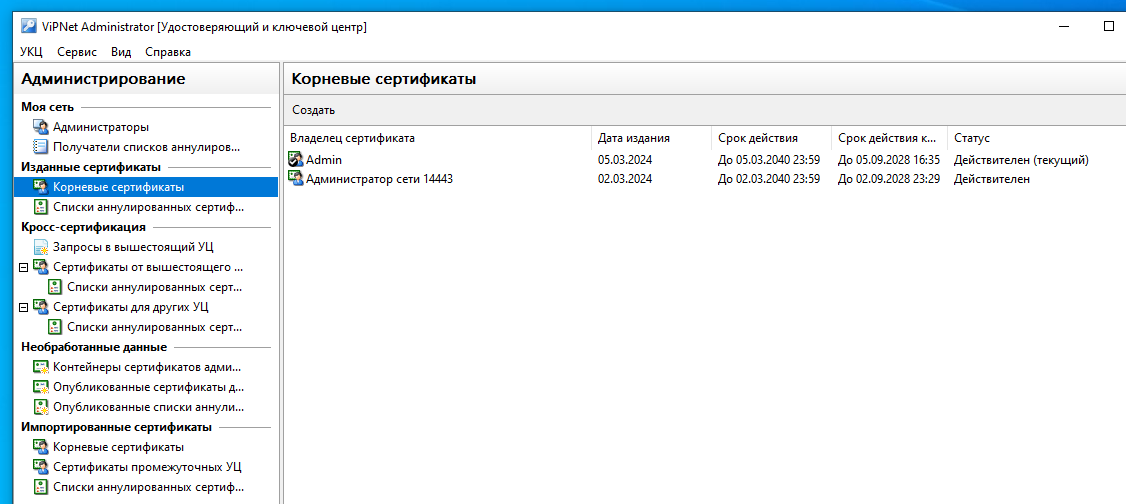 ViPNet Administrator [Удостоверяющий и ключевой центр]
УКЦ Сервис Вид Справка
Администрирование
Моя сеть
Администраторы
Получатели списков аннулиров...
Изданные сертификаты
Корневые сертификаты
Списки аннулированных сертиф...
Кросс-сертификация
Запросы в вышестоящий УЦ
Сертификаты от вышестоящего ...
Списки аннулированных серт...
Сертификаты для других УЦ
Списки аннулированных серт...
Необработанные данные
Контейнеры сертификатов адми...
Опубликованные сертификаты д...
Опубликованные списки аннули...
Импортированные сертификаты
Корневые сертификаты
Сертификаты промежуточных УЦ
Списки аннулированных сертиф...
Корневые сертификаты
Создать
Владелец сертификата Дата издания Срок действия Срок действия к... Статус
Admin 05.03.2024 До 05.03.2040 23:59 До 05.09.2028 16:35 Действителен (текущий)
Администратор сети 14443 02.03.2024 До 02.03.2040 23:59 До 02.09.2028 23:29 Действителен